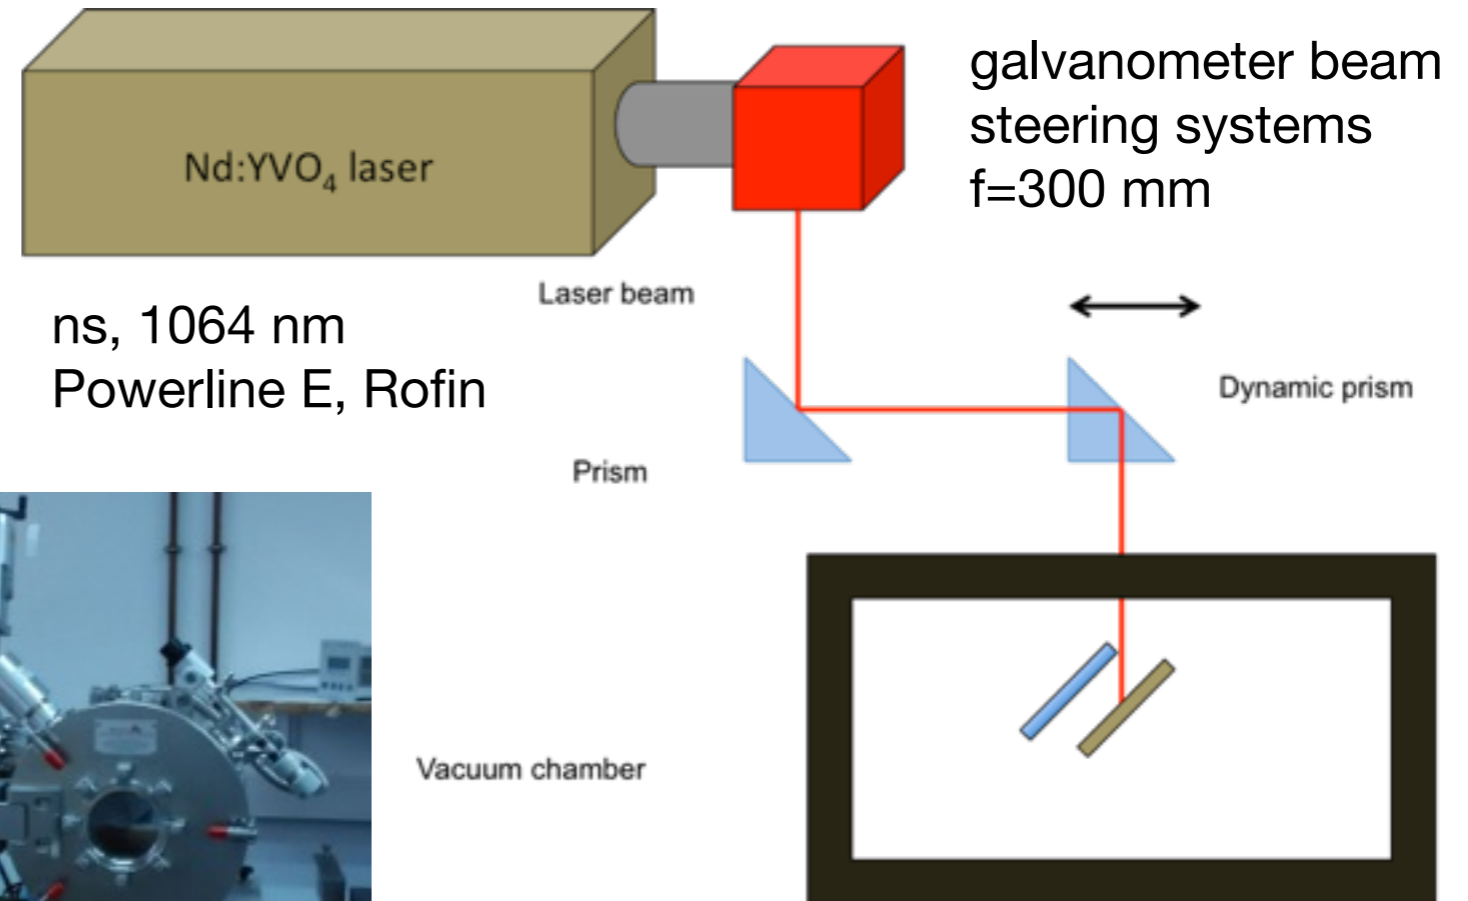 galvanometer beam
steering systems
f=300 mm
Nd:YVO₄ laser
Laser beam
ns, 1064 nm
Powerline E, Rofin
Dynamic prism
Prism
Vacuum chamber